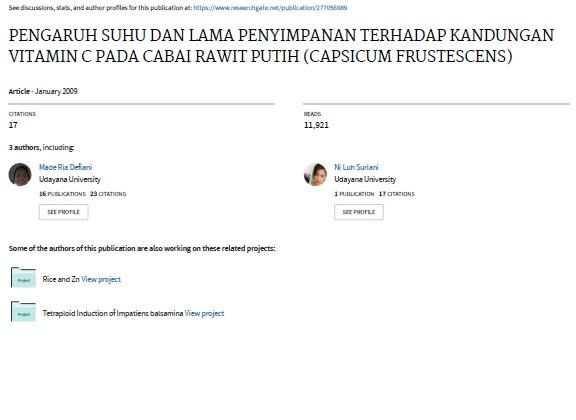 See discussions, stats, and author profiles for this publication at: https://www.researchgate.net/publication/277056989
PENGARUH SUHU DAN LAMA PENYIMPANAN TERHADAP KANDUNGAN
VITAMIN C PADA CABAI RAWIT PUTIH (CAPSICUM FRUSTESCENS)
Article · January 2009
CITATIONS
17
READS
11,921
3 authors, including:
Made Ria Defiani
Udayana University
16 PUBLICATIONS 23 CITATIONS
SEE PROFILE
Ni Luh Suriani
Udayana University
1 PUBLICATION 17 CITATIONS
SEE PROFILE
Some of the authors of this publication are also working on these related projects:
Project
Rice and Zn View project
Project
Tetraploid Induction of Impatiens balsamina View project